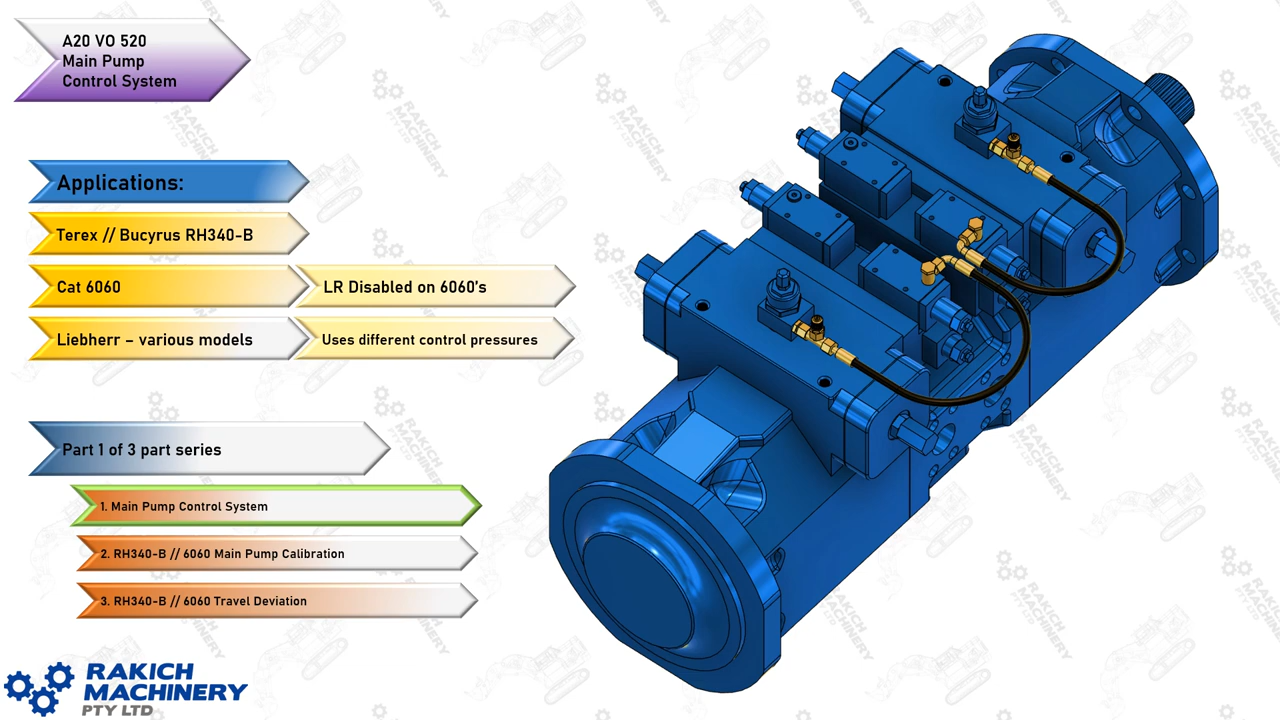 A20 VO 520
Main Pump
Control System
Applications:
Terex // Bucyrus RH340-B
Cat 6060
LR Disabled on 6060's
Liebherr – various models
Uses different control pressures
Part 1 of 3 part series
1. Main Pump Control System
2. RH340-B // 6060 Main Pump Calibration
3. RH340-B // 6060 Travel Deviation
RAKICH
MACHINERY
PTY LTD